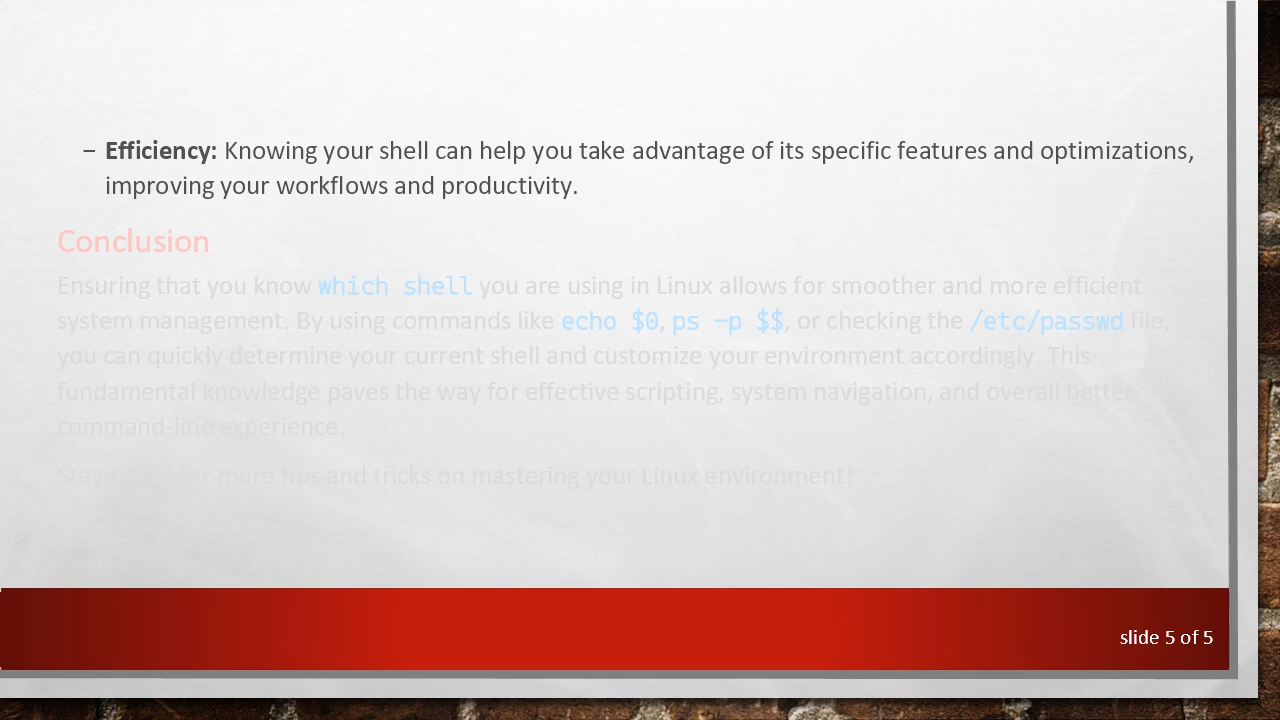 – Efficiency: Knowing your shell can help you take advantage of its specific features and optimizations,
improving your workflows and productivity.
Conclusion
Ensuring that you know which shell you are using in Linux allows for smoother and more efficient
system management. By using commands like echo $0, ps -p $$, or checking the /etc/passwd file,
you can quickly determine your current shell and customize your environment accordingly. This
fundamental knowledge paves the way for effective scripting, system navigation, and overall better
command-line experience.
Stay tuned for more tips and tricks on mastering your Linux environment!
slide 5 of 5